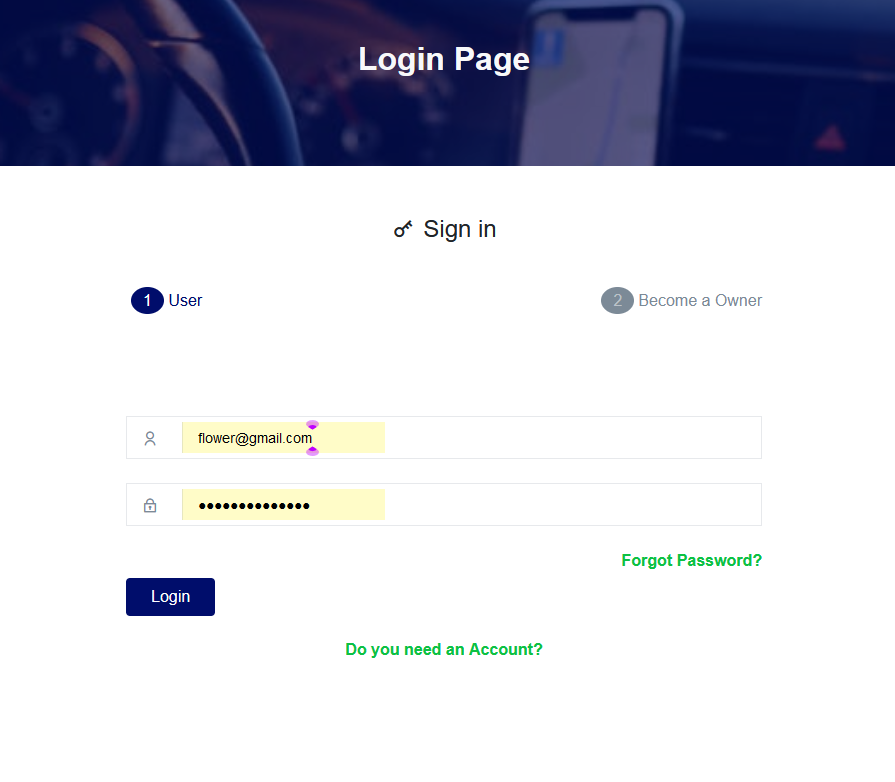 Login Page
Sign in
1 User
2 Become a Owner
flower@gmail.com
●●●●●●●●●●●●●●
Forgot Password?
Login
Do you need an Account?